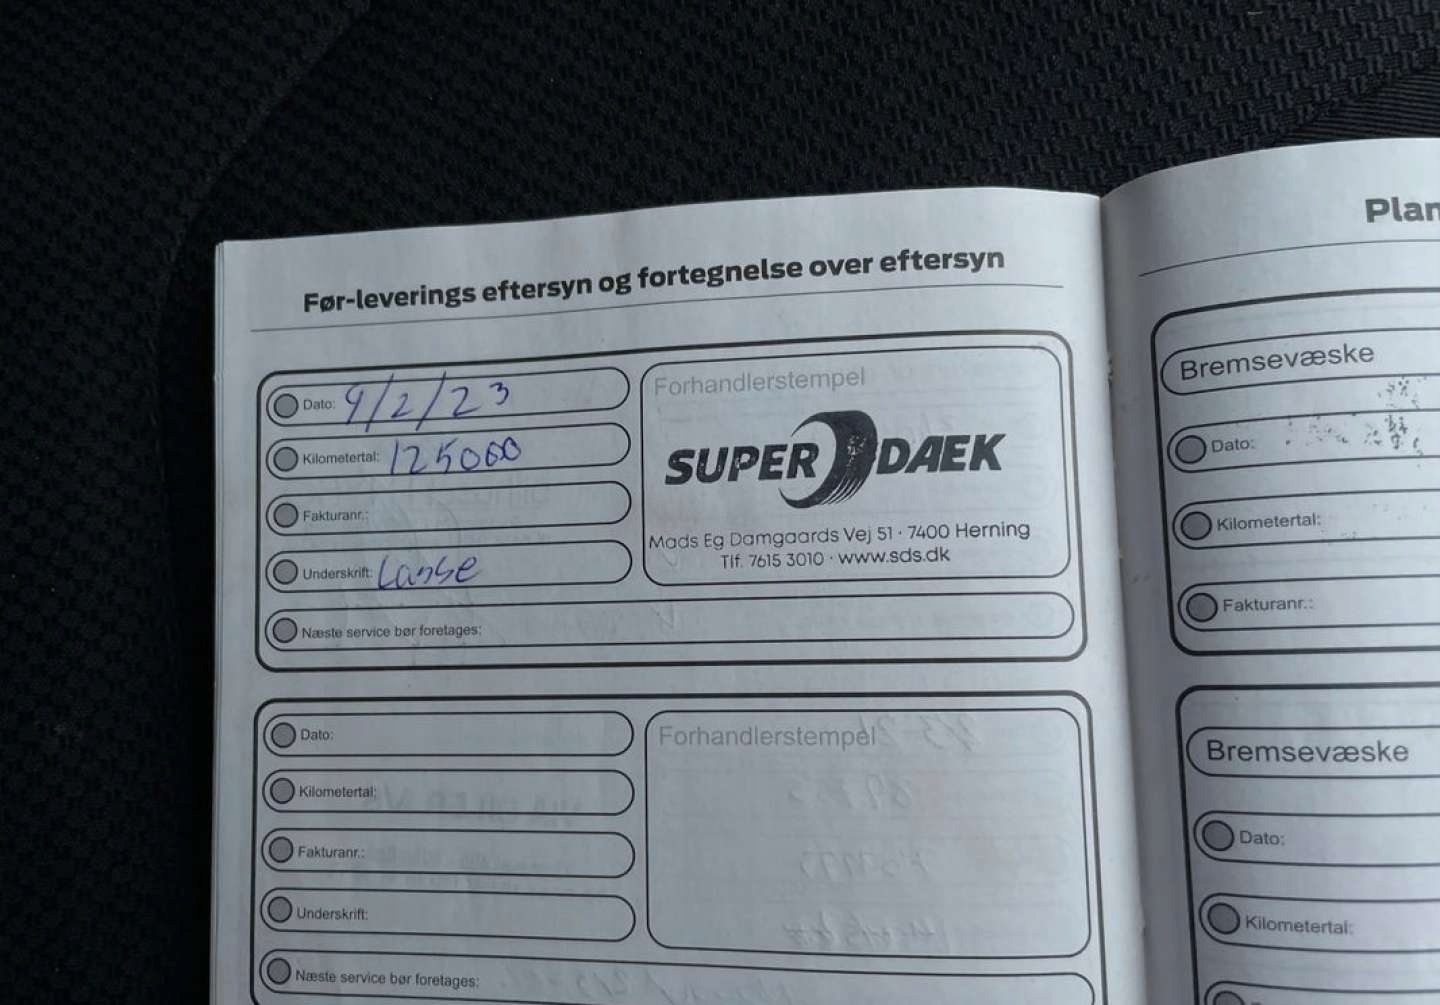 Før-leverings eftersyn og fortegnelse over eftersyn
Dato: 9/2/23
Kilometertal: 125000
Fakturanr.:
Underskrift: Lasse
Næste service bør foretages:
Forhandlerstempel
SUPER DÆK
Mads Eg Damgaards Vej 51 · 7400 Herning
Tlf. 7615 3010 · www.sds.dk
Dato:
Kilometertal:
Fakturanr.:
Underskrift:
Næste service bør foretages:
Forhandlerstempel
Plan
Bremsevæske
Dato:
Kilometertal:
Fakturanr.:
Bremsevæske
Dato:
Kilometertal: